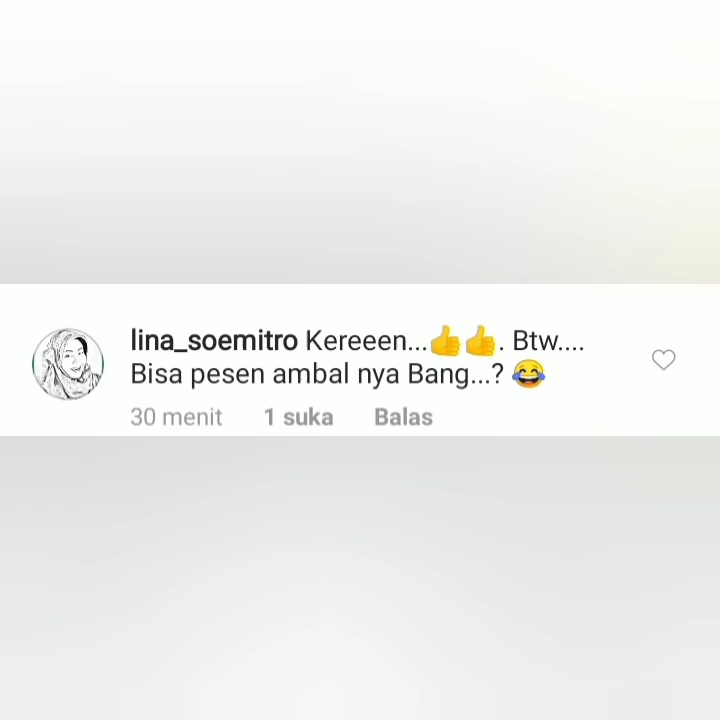 lina_soemitro Kereeen...👍👍. Btw....
Bisa pesen ambal nya Bang...? 😂
30 menit 1 suka Balas